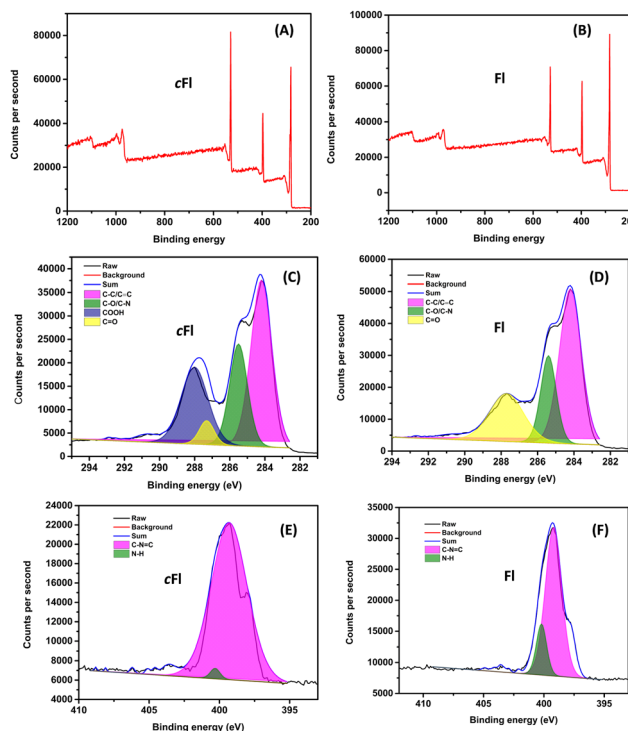 (A)
cFl
Counts per second
80000
60000
40000
20000
0
1200 1000 800 600 400 200
Binding energy
(B)
Fl
Counts per second
100000
80000
60000
40000
20000
0
1200 1000 800 600 400 200
Binding energy
(C)
cFl
Raw
Background
Sum
C-C/C=C
C-O/C-N
COOH
C=O
Counts per second
40000
35000
30000
25000
20000
15000
10000
5000
0
294 292 290 288 286 284 282
Binding energy (eV)
(D)
Fl
Raw
Background
Sum
C-C/C=C
C-O/C-N
C=O
Counts per second
60000
50000
40000
30000
20000
10000
0
294 292 290 288 286 284 282
Binding energy (eV)
(E)
cFl
Raw
Background
Sum
C-N=C
N-H
Counts per second
24000
22000
20000
18000
16000
14000
12000
10000
8000
6000
4000
410 405 400 395
Binding energy (eV)
(F)
Fl
Raw
Background
Sum
C-N=C
N-H
Counts per second
35000
30000
25000
20000
15000
10000
5000
410 400
Binding energy (eV)